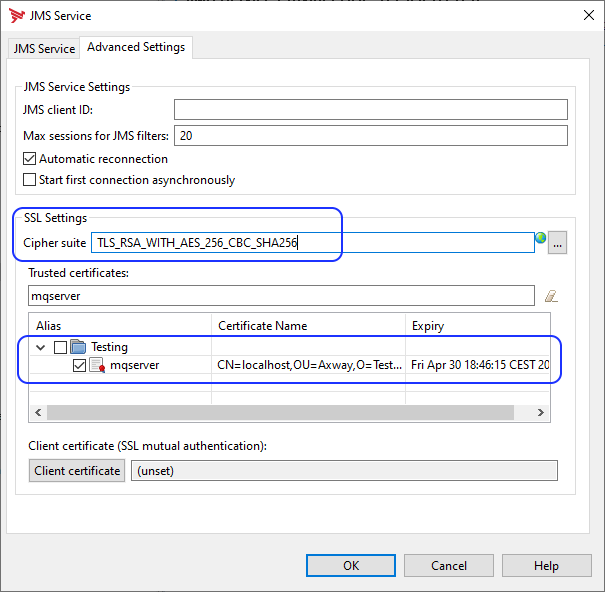 JMS Service
JMS Service Advanced Settings
JMS Service Settings
JMS client ID:
Max sessions for JMS filters: 20
Automatic reconnection
Start first connection asynchronously
SSL Settings
Cipher suite TLS_RSA_WITH_AES_256_CBC_SHA256 ...
Trusted certificates:
mqserver
Alias Certificate Name Expiry
Testing
mqserver CN=localhost,OU=Axway,O=Test... Fri Apr 30 18:46:15 CEST 20
Client certificate (SSL mutual authentication):
Client certificate (unset)
OK Cancel Help